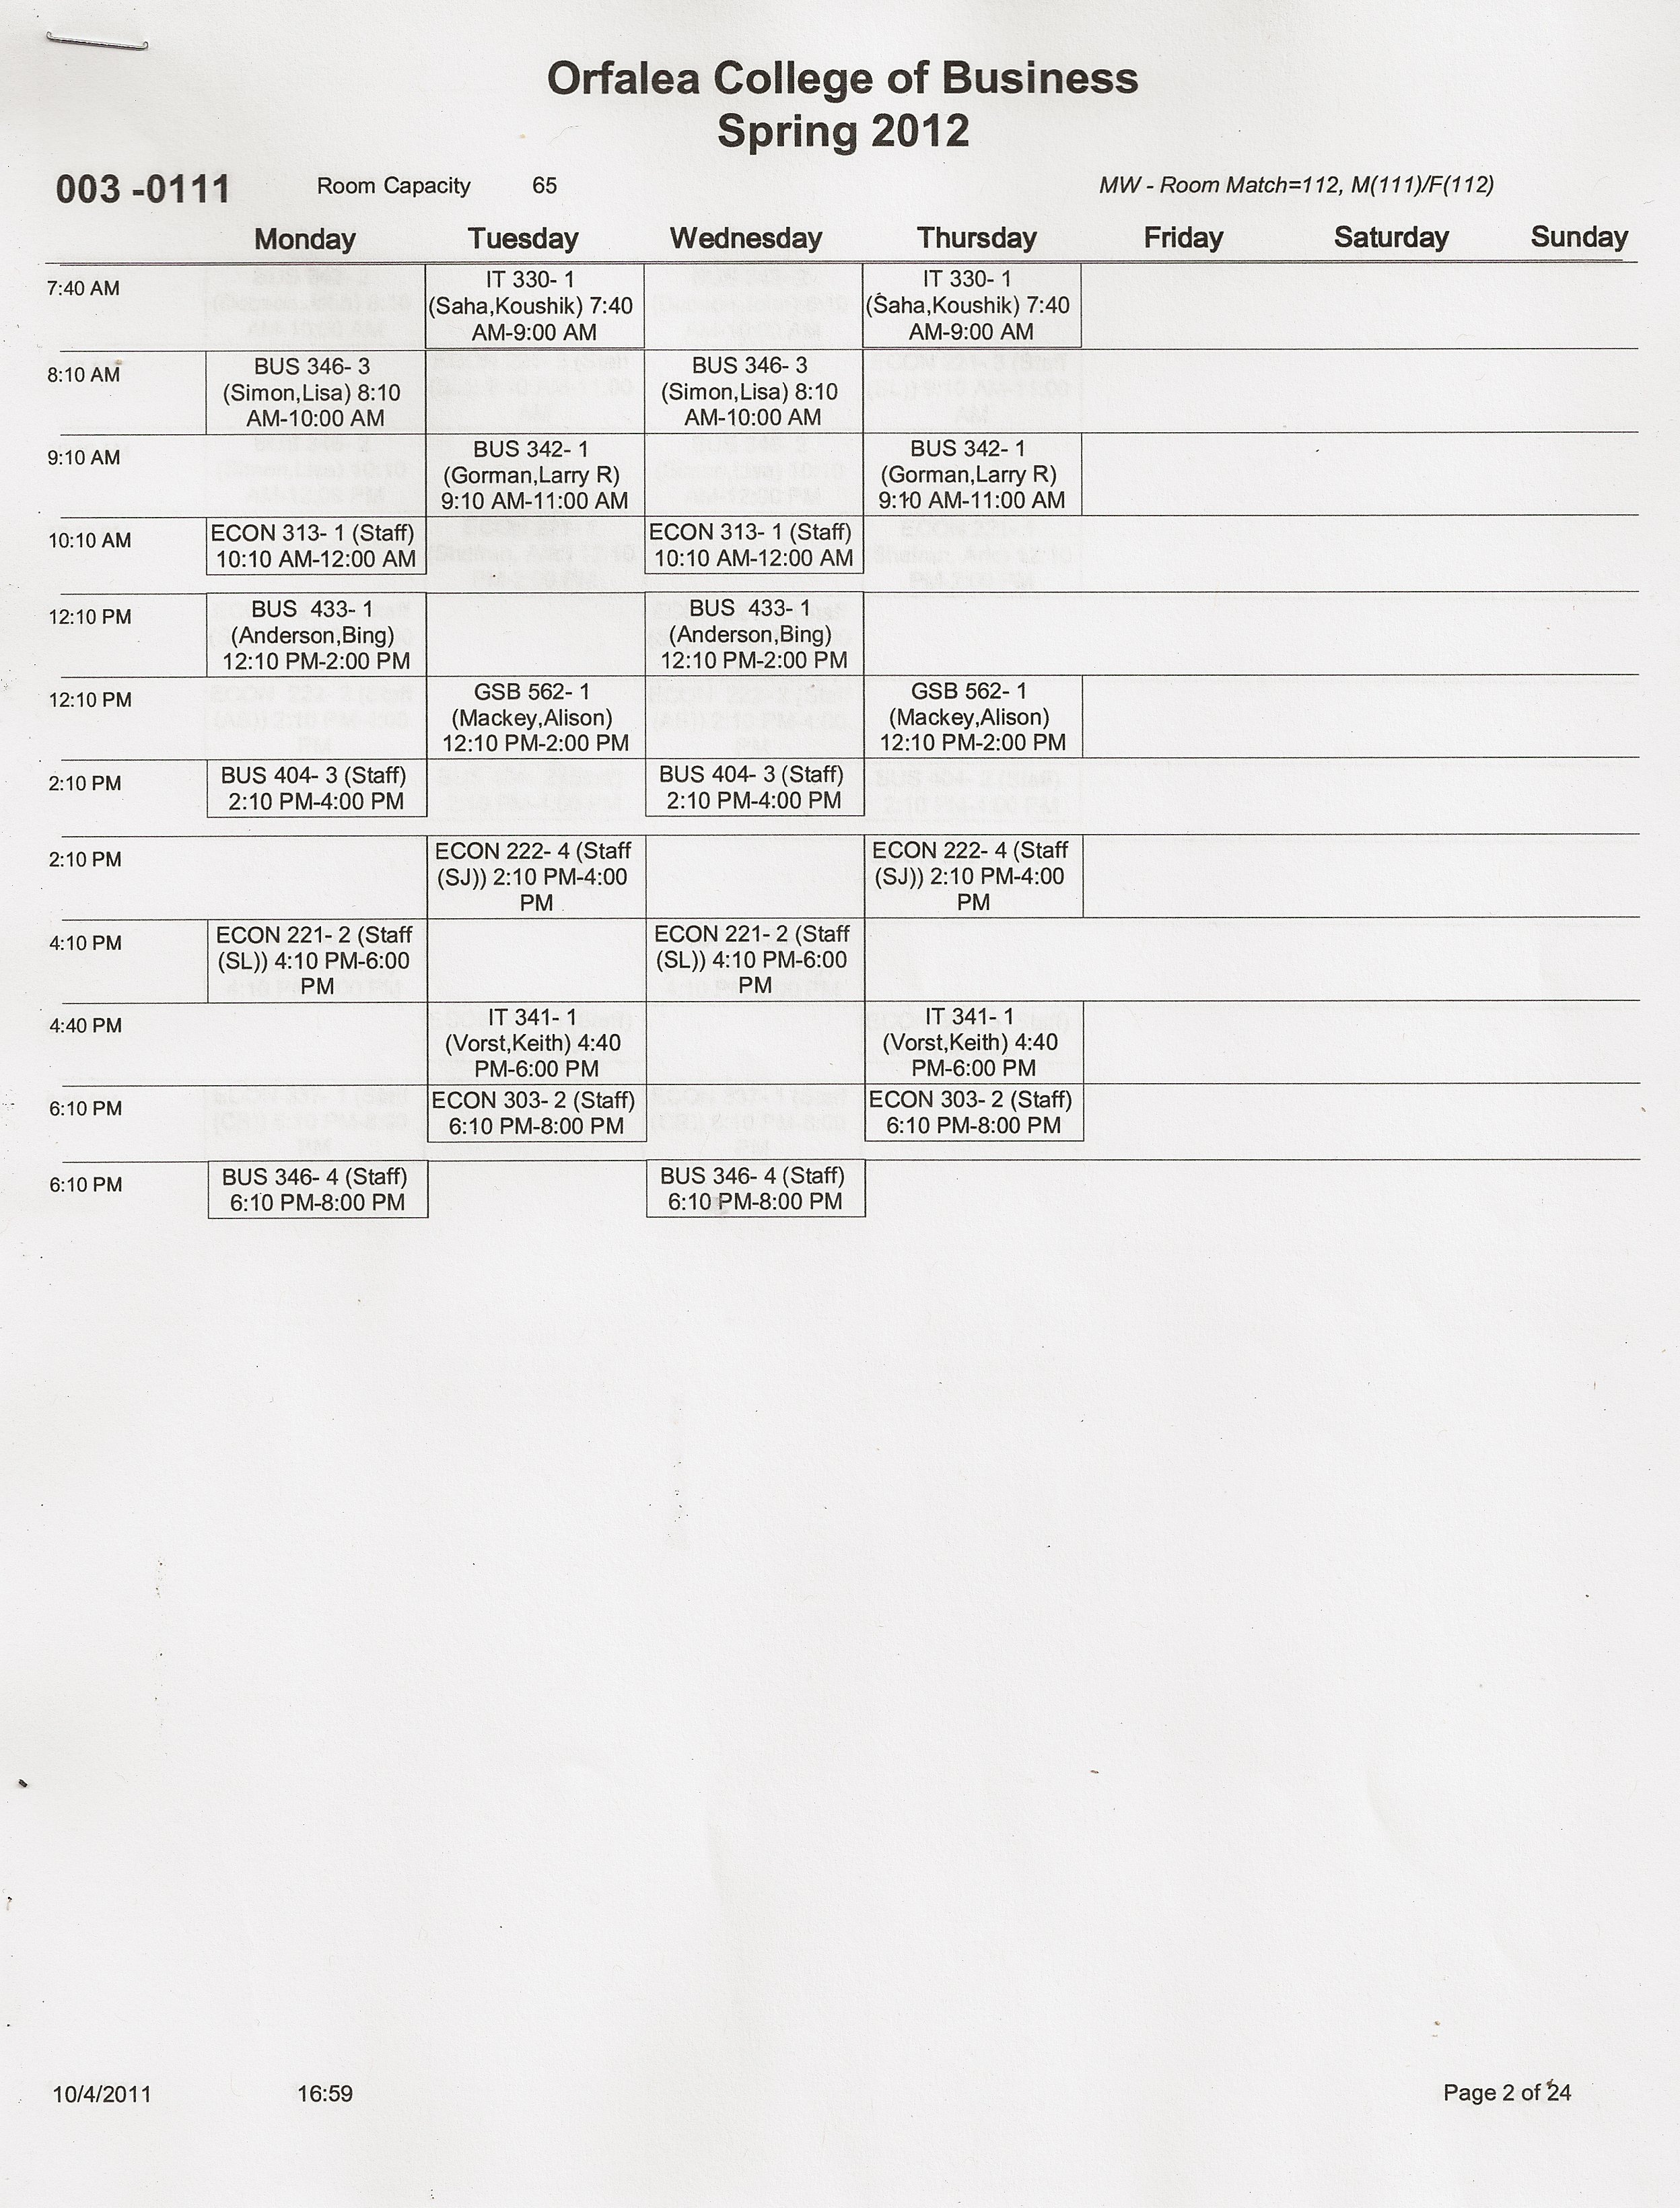 Orfalea College of Business
Spring 2012
003 -0111 Room Capacity 65 MW - Room Match=112, M(111)/F(112)
Monday Tuesday Wednesday Thursday Friday Saturday Sunday
7:40 AM
IT 330- 1
(Saha,Koushik) 7:40
AM-9:00 AM
IT 330- 1
(Saha,Koushik) 7:40
AM-9:00 AM
8:10 AM
BUS 346- 3
(Simon,Lisa) 8:10
AM-10:00 AM
BUS 346- 3
(Simon,Lisa) 8:10
AM-10:00 AM
9:10 AM
BUS 342- 1
(Gorman,Larry R)
9:10 AM-11:00 AM
BUS 342- 1
(Gorman,Larry R)
9:10 AM-11:00 AM
10:10 AM
ECON 313- 1 (Staff)
10:10 AM-12:00 AM
ECON 313- 1 (Staff)
10:10 AM-12:00 AM
12:10 PM
BUS 433- 1
(Anderson,Bing)
12:10 PM-2:00 PM
BUS 433- 1
(Anderson,Bing)
12:10 PM-2:00 PM
12:10 PM
GSB 562- 1
(Mackey,Alison)
12:10 PM-2:00 PM
GSB 562- 1
(Mackey,Alison)
12:10 PM-2:00 PM
2:10 PM
BUS 404- 3 (Staff)
2:10 PM-4:00 PM
BUS 404- 3 (Staff)
2:10 PM-4:00 PM
2:10 PM
ECON 222- 4 (Staff
(SJ)) 2:10 PM-4:00
PM
ECON 222- 4 (Staff
(SJ)) 2:10 PM-4:00
PM
4:10 PM
ECON 221- 2 (Staff
(SL)) 4:10 PM-6:00
PM
ECON 221- 2 (Staff
(SL)) 4:10 PM-6:00
PM
4:40 PM
IT 341- 1
(Vorst,Keith) 4:40
PM-6:00 PM
IT 341- 1
(Vorst,Keith) 4:40
PM-6:00 PM
6:10 PM
ECON 303- 2 (Staff)
6:10 PM-8:00 PM
ECON 303- 2 (Staff)
6:10 PM-8:00 PM
6:10 PM
BUS 346- 4 (Staff)
6:10 PM-8:00 PM
BUS 346- 4 (Staff)
6:10 PM-8:00 PM
10/4/2011 16:59 Page 2 of 24